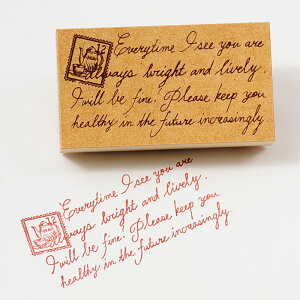 Everytime I see you are
always bright and lively.
I will be fine. Please keep you
healthy in the future increasingly.
Everytime I see you are
always bright and lively.
I will be fine. Please keep you
healthy in the future increasingly.